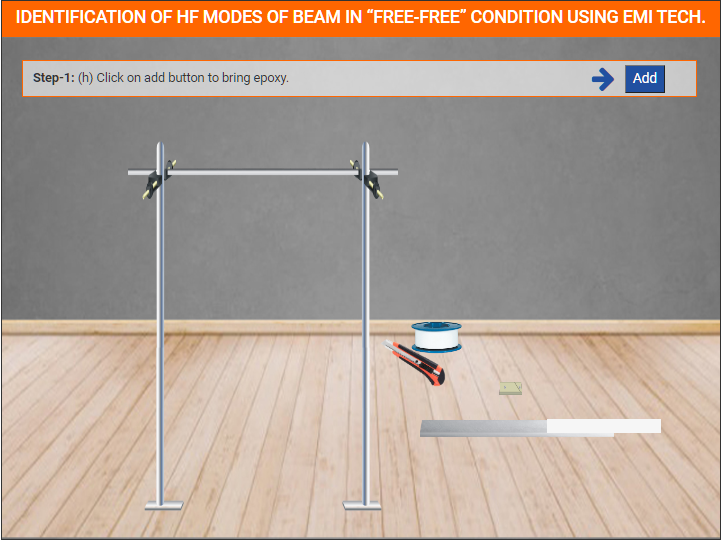 IDENTIFICATION OF HF MODES OF BEAM IN “FREE-FREE” CONDITION USING EMI TECH.
Step-1: (h) Click on add button to bring epoxy.
Add